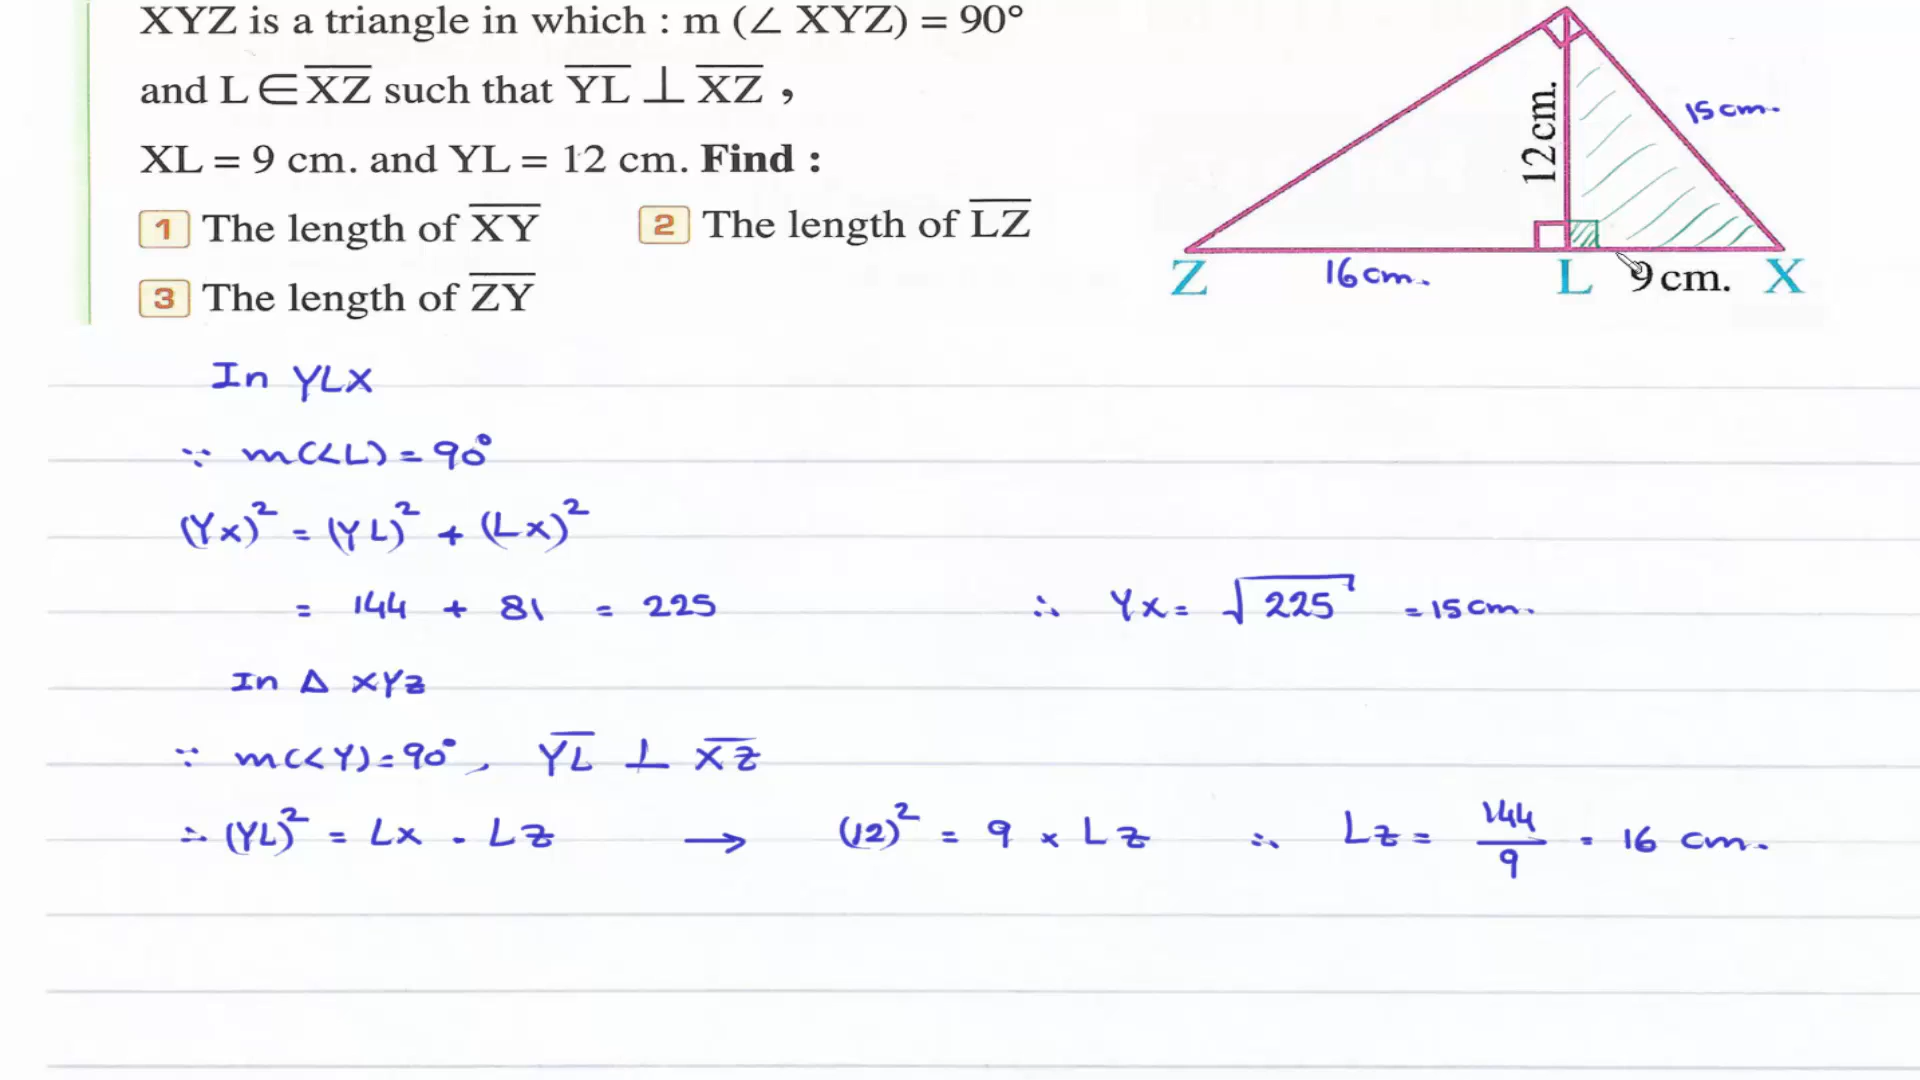 XYZ is a triangle in which : m (∠ XYZ) = 90°
and L ∈ XZ such that YL ⊥ XZ ,
XL = 9 cm. and YL = 12 cm. Find :
1 The length of XY 2 The length of LZ
3 The length of ZY
12cm.
15 cm.
Z 16 cm. L 9 cm. X
In YLX
∵ m(<L) = 90°
(Yx)² = (YL)² + (Lx)²
= 144 + 81 = 225 ∴ Yx = √225 = 15 cm.
In Δ XYZ
∵ m(<Y) = 90°, YL ⊥ XZ
∴ (YL)² = Lx . LZ → (12)² = 9 × LZ ∴ LZ = 144/9 = 16 cm.